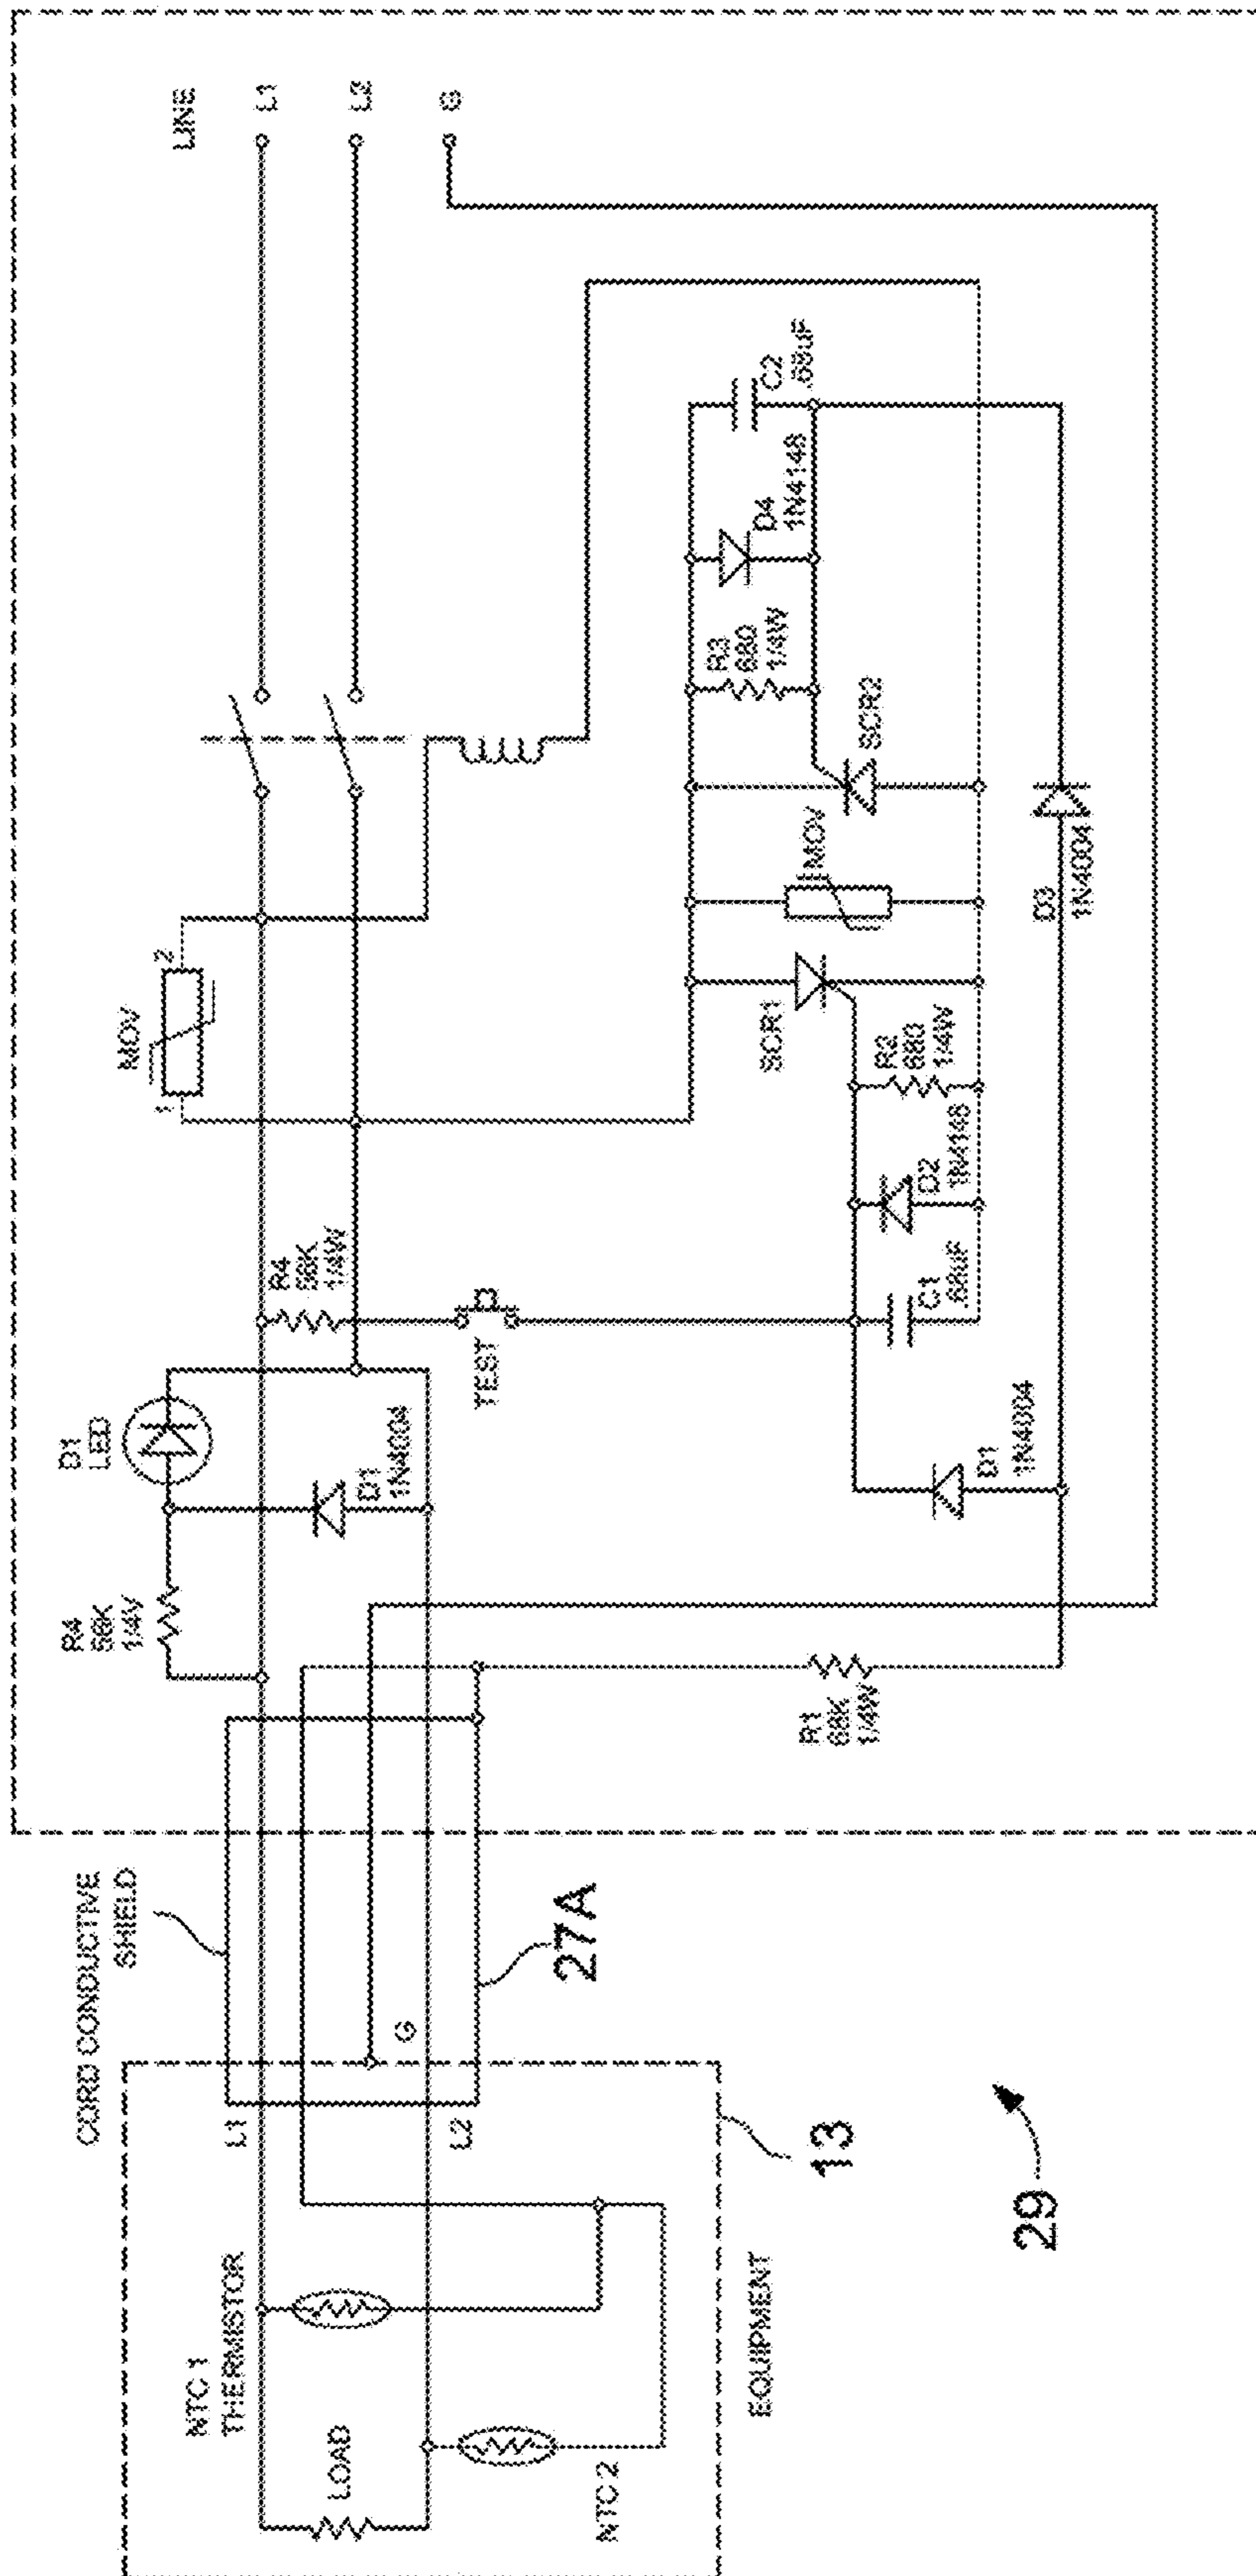 LINE
L1
L2
G
MOV
1
2
C2
.68uF
D4
1N4148
R3
680
1/4W
SCR2
MOV
SCR1
R2
680
1/4W
D2
1N4148
C1
.68uF
D3
1N4004
R4
56K
1/4W
TEST
D1
1N4004
LED
D1
1N4004
R4
56K
1/4W
R1
68K
1/4W
CORD CONDUCTIVE
SHIELD
27A
G
L1
L2
13
29
NTC 1
THERMISTOR
LOAD
NTC 2
EQUIPMENT